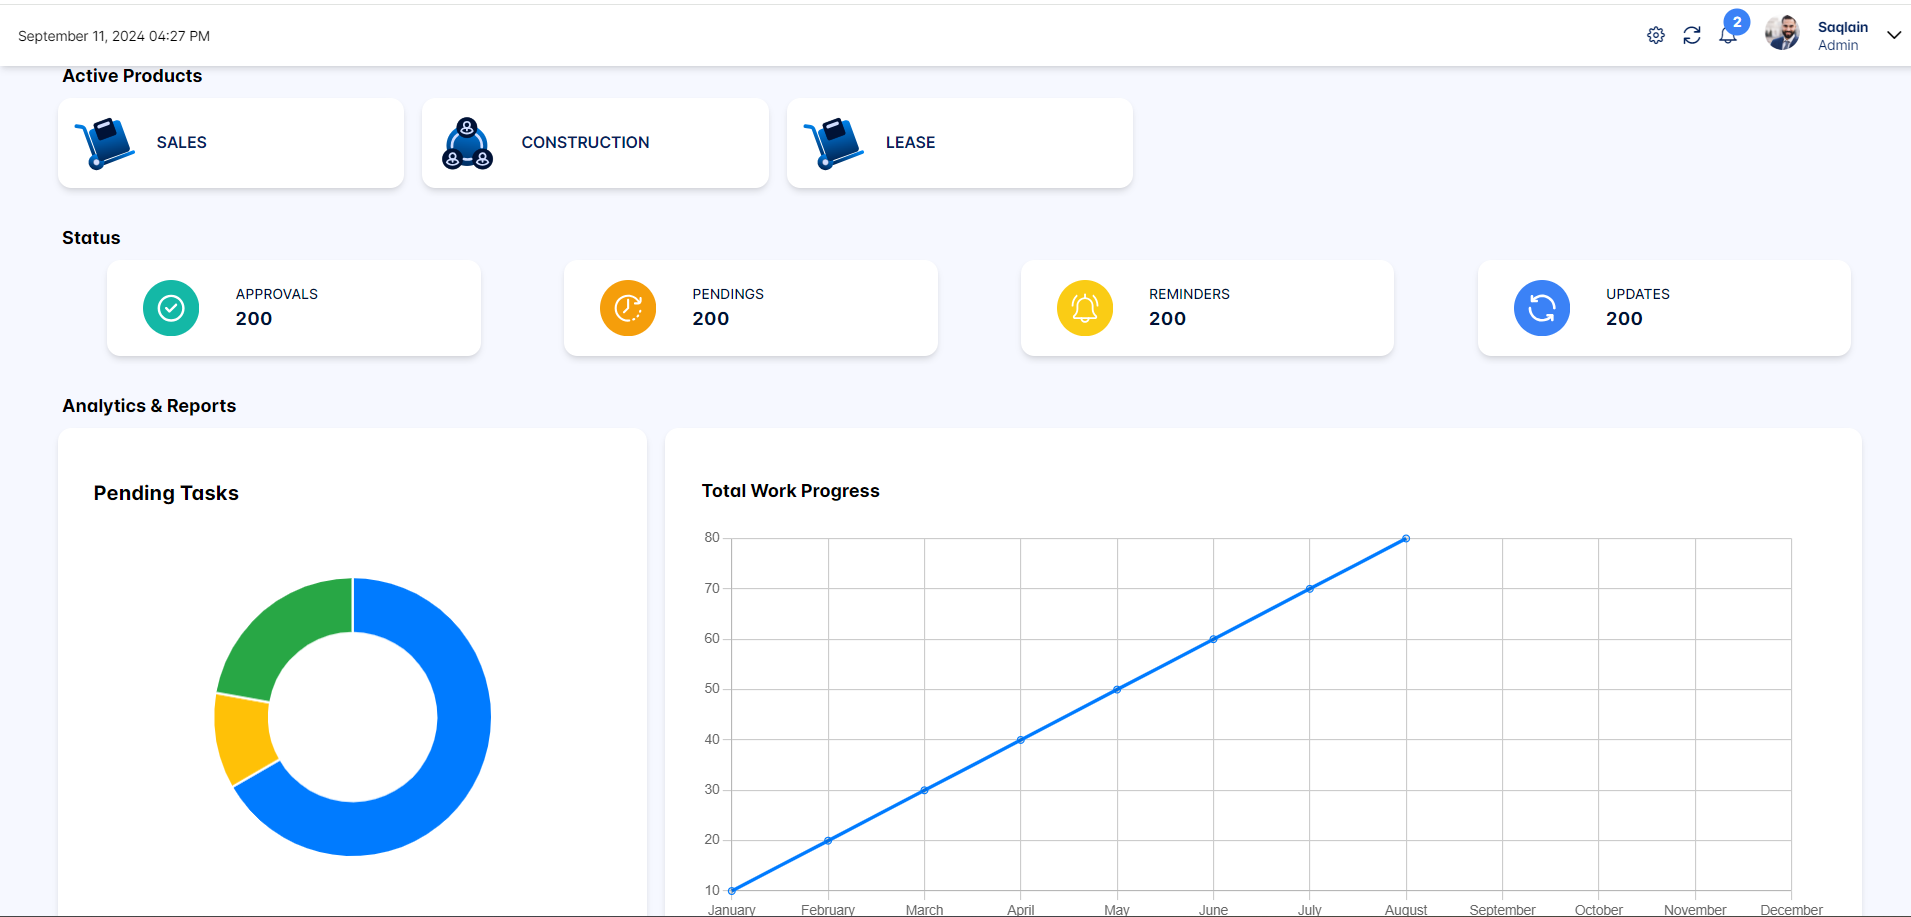 September 11, 2024 04:27 PM
2
Saqlain
Admin
Active Products
SALES
CONSTRUCTION
LEASE
Status
APPROVALS
200
PENDINGS
200
REMINDERS
200
UPDATES
200
Analytics & Reports
Pending Tasks
Total Work Progress
80
70
60
50
40
30
20
10
January February March April May June July August September October November December